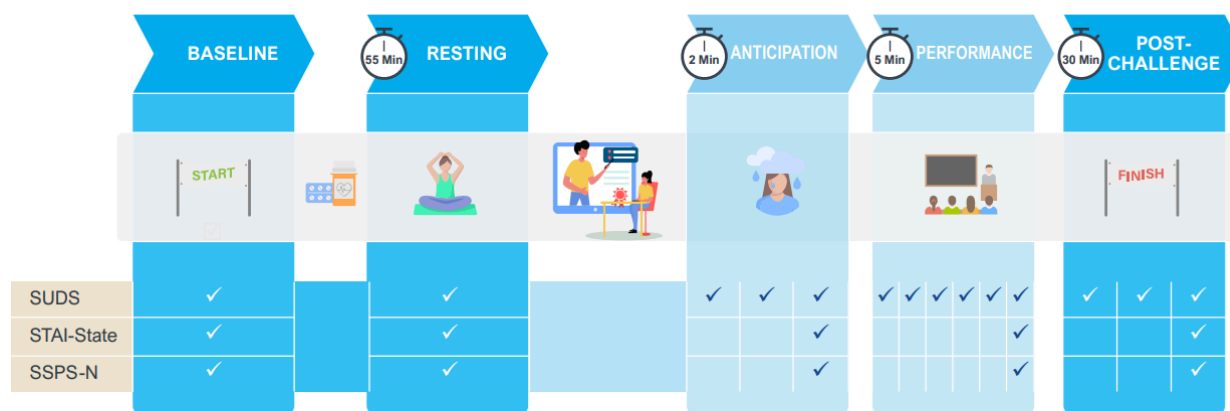 BASELINE
55 Min
RESTING
2 Min
ANTICIPATION
5 Min
PERFORMANCE
30 Min
POST-
CHALLENGE
START
FINISH
SUDS
STAI-State
SSPS-N